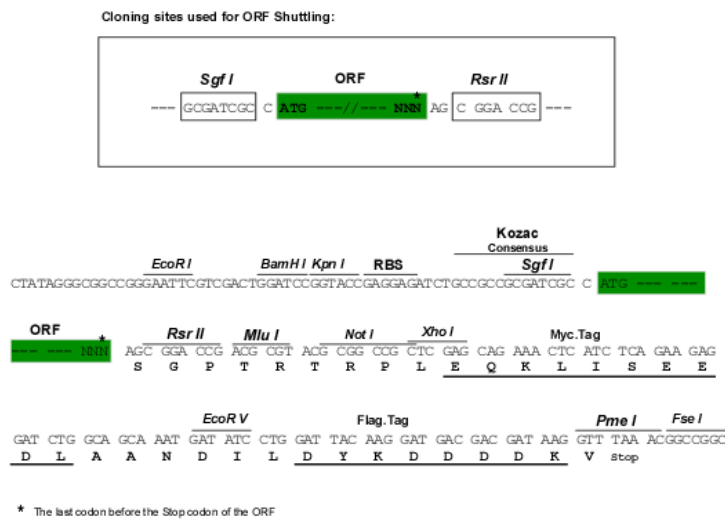 Cloning sites used for ORF Shuttling:
Sgf I ORF Rsr II
--- GCGATCGC C ATG ---//--- NNN* AG C GGA CCG ---
Kozac
Consensus
EcoR I BamH I Kpn I RBS Sgf I
CTATAGGGCGGCCGGGAATTCGTCGACTGGATCCGGTACCGAGGAGATCTGCCGCCGCGATCGC C ATG --- ---
ORF * Rsr II Mlu I Not I Xho I Myc.Tag
--- --- NNN AGC GGA CCG ACG CGT ACG CGG CCG CTC GAG CAG AAA CTC ATC TCA GAA GAG
S G P T R T R P L E Q K L I S E E
EcoR V Flag.Tag Pme I Fse I
GAT CTG GCA GCA AAT GAT ATC CTG GAT TAC AAG GAT GAC GAC GAT AAG GTT TAA ACGGCCGGC
D L A A N D I L D Y K D D D D K V Stop
* The last codon before the Stop codon of the ORF